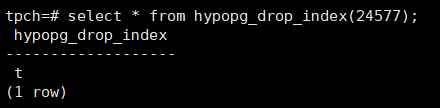 tpch=# select * from hypopg_drop_index(24577);
 hypopg_drop_index
-------------------
 t
(1 row)